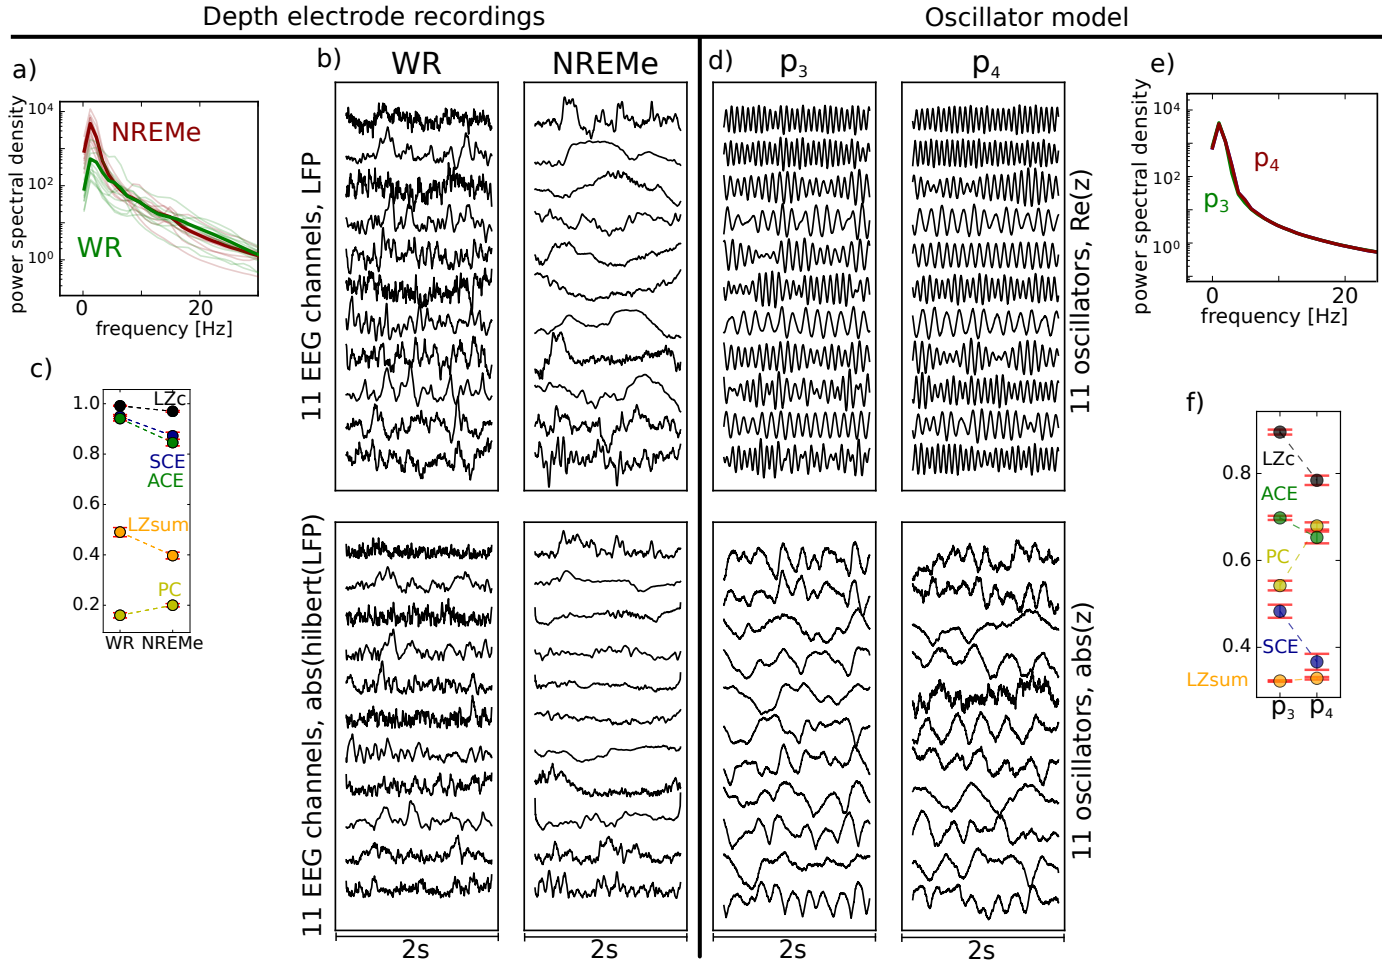 Depth electrode recordings
Oscillator model
a)
power spectral density
10⁴
10²
10⁰
NREMe
WR
0
20
frequency [Hz]
b)
WR
NREMe
11 EEG channels, LFP
11 EEG channels, abs(hilbert(LFP)
2s
2s
c)
1.0
0.8
0.6
0.4
0.2
LZc
SCE
ACE
LZsum
PC
WR
NREMe
d)
p₃
p₄
11 oscillators, Re(z)
11 oscillators, abs(z)
2s
2s
e)
power spectral density
10⁴
10²
10⁰
p₄
p₃
0
20
frequency [Hz]
f)
0.8
0.6
0.4
LZc
ACE
PC
SCE
LZsum
p₃
p₄